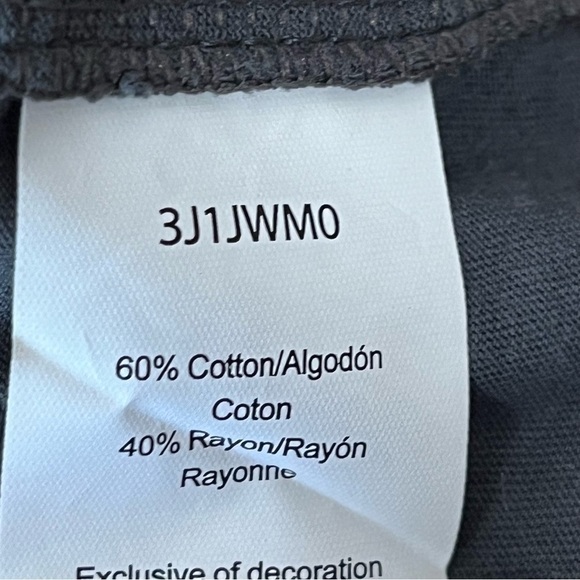 3J1JWM0
60% Cotton/Algodón
Coton
40% Rayon/Rayón
Rayonne
Exclusive of decoration